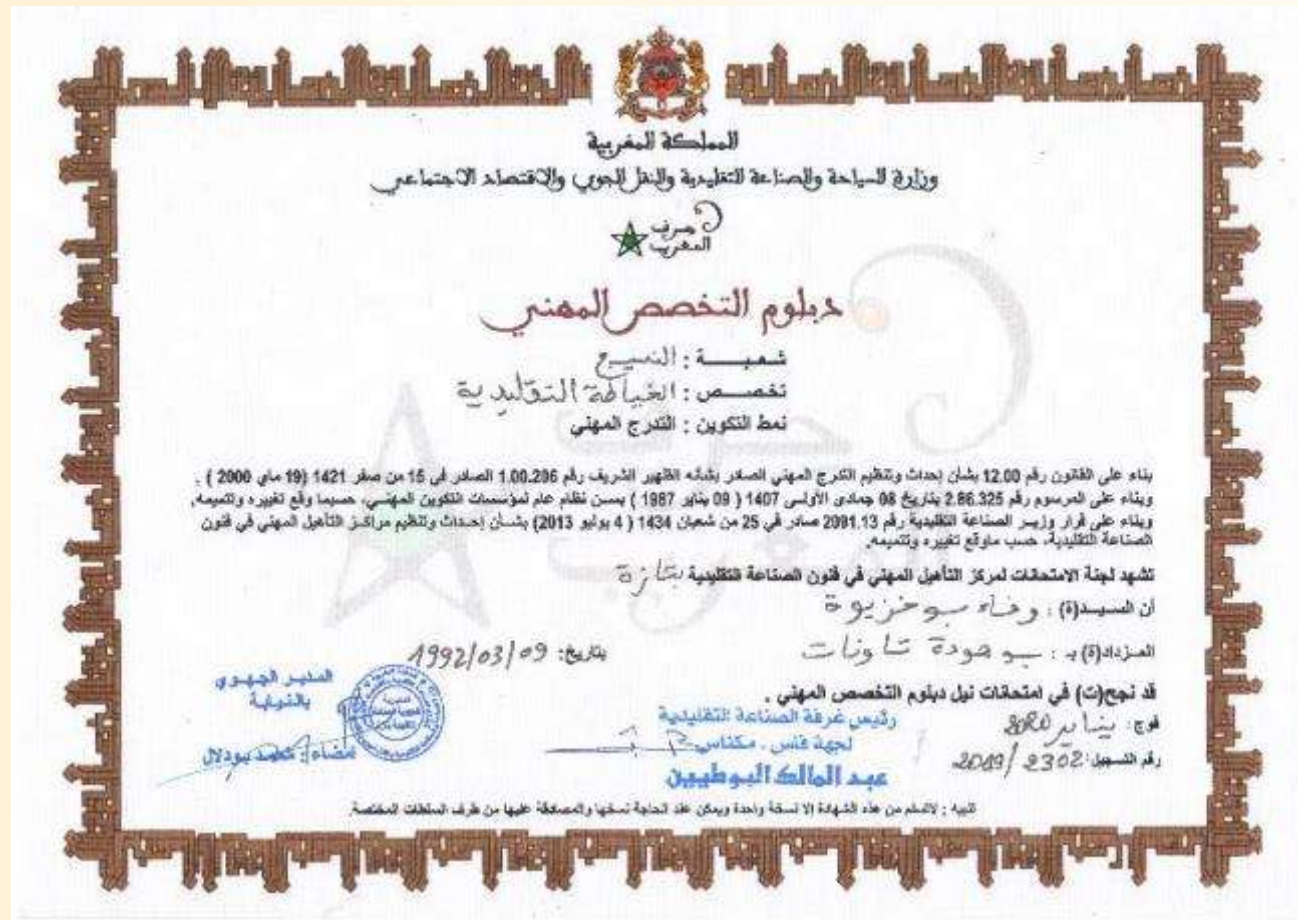 المملكة المغربية
وزارة السياحة والصناعة التقليدية والنقل الجوي والاقتصاد الاجتماعي
حرف
المغرب
دبلوم التخصص المهني
شعبة : النسيج
تخصص : الخياطة التقليدية
نمط التكوين : التدرج المهني
بناء على القانون رقم 12.00 بشأن إحداث وتنظيم التدرج المهني الصادر بشأنه الظهير الشريف رقم 1.00.206 الصادر في 15 من صفر 1421 (19 ماي 2000 ) .
وبناء على المرسوم رقم 2.86.325 بتاريخ 08 جمادى الأولى 1407 ( 09 يناير 1987 ) بسن نظام عام لمؤسسات التكوين المهني، حسبما وقع تغييره وتتميمه.
وبناء على قرار وزير الصناعة التقليدية رقم 2091.13 صادر في 25 من شعبان 1434 ( 4 يوليو 2013) بشأن إحداث وتنظيم مراكز التأهيل المهني في فنون
الصناعة التقليدية، حسب ماوقع تغييره وتتميمه.
تشهد لجنة الامتحانات لمركز التأهيل المهني في فنون الصناعة التقليدية بتازة
أن السيد(ة) : وفاء بوخزيوة
المزداد(ة) بـ : بوهودة تاونات بتاريخ: 1992/03/09
قد نجح(ت) في امتحانات نيل دبلوم التخصص المهني .
فوج: يناير 2020
رقم التسجيل: 2302/2019
رئيس غرفة الصناعة التقليدية
لجهة فاس . مكناس
عبد المالك البوطيين
المدير الجهوي
بالنيابة
إمضاء: محمد بودلال
تنبيه : لاتسلم من هذه الشهادة إلا نسخة واحدة ويمكن عند الحاجة نسخها والمصادقة عليها من طرف السلطات المختصة.